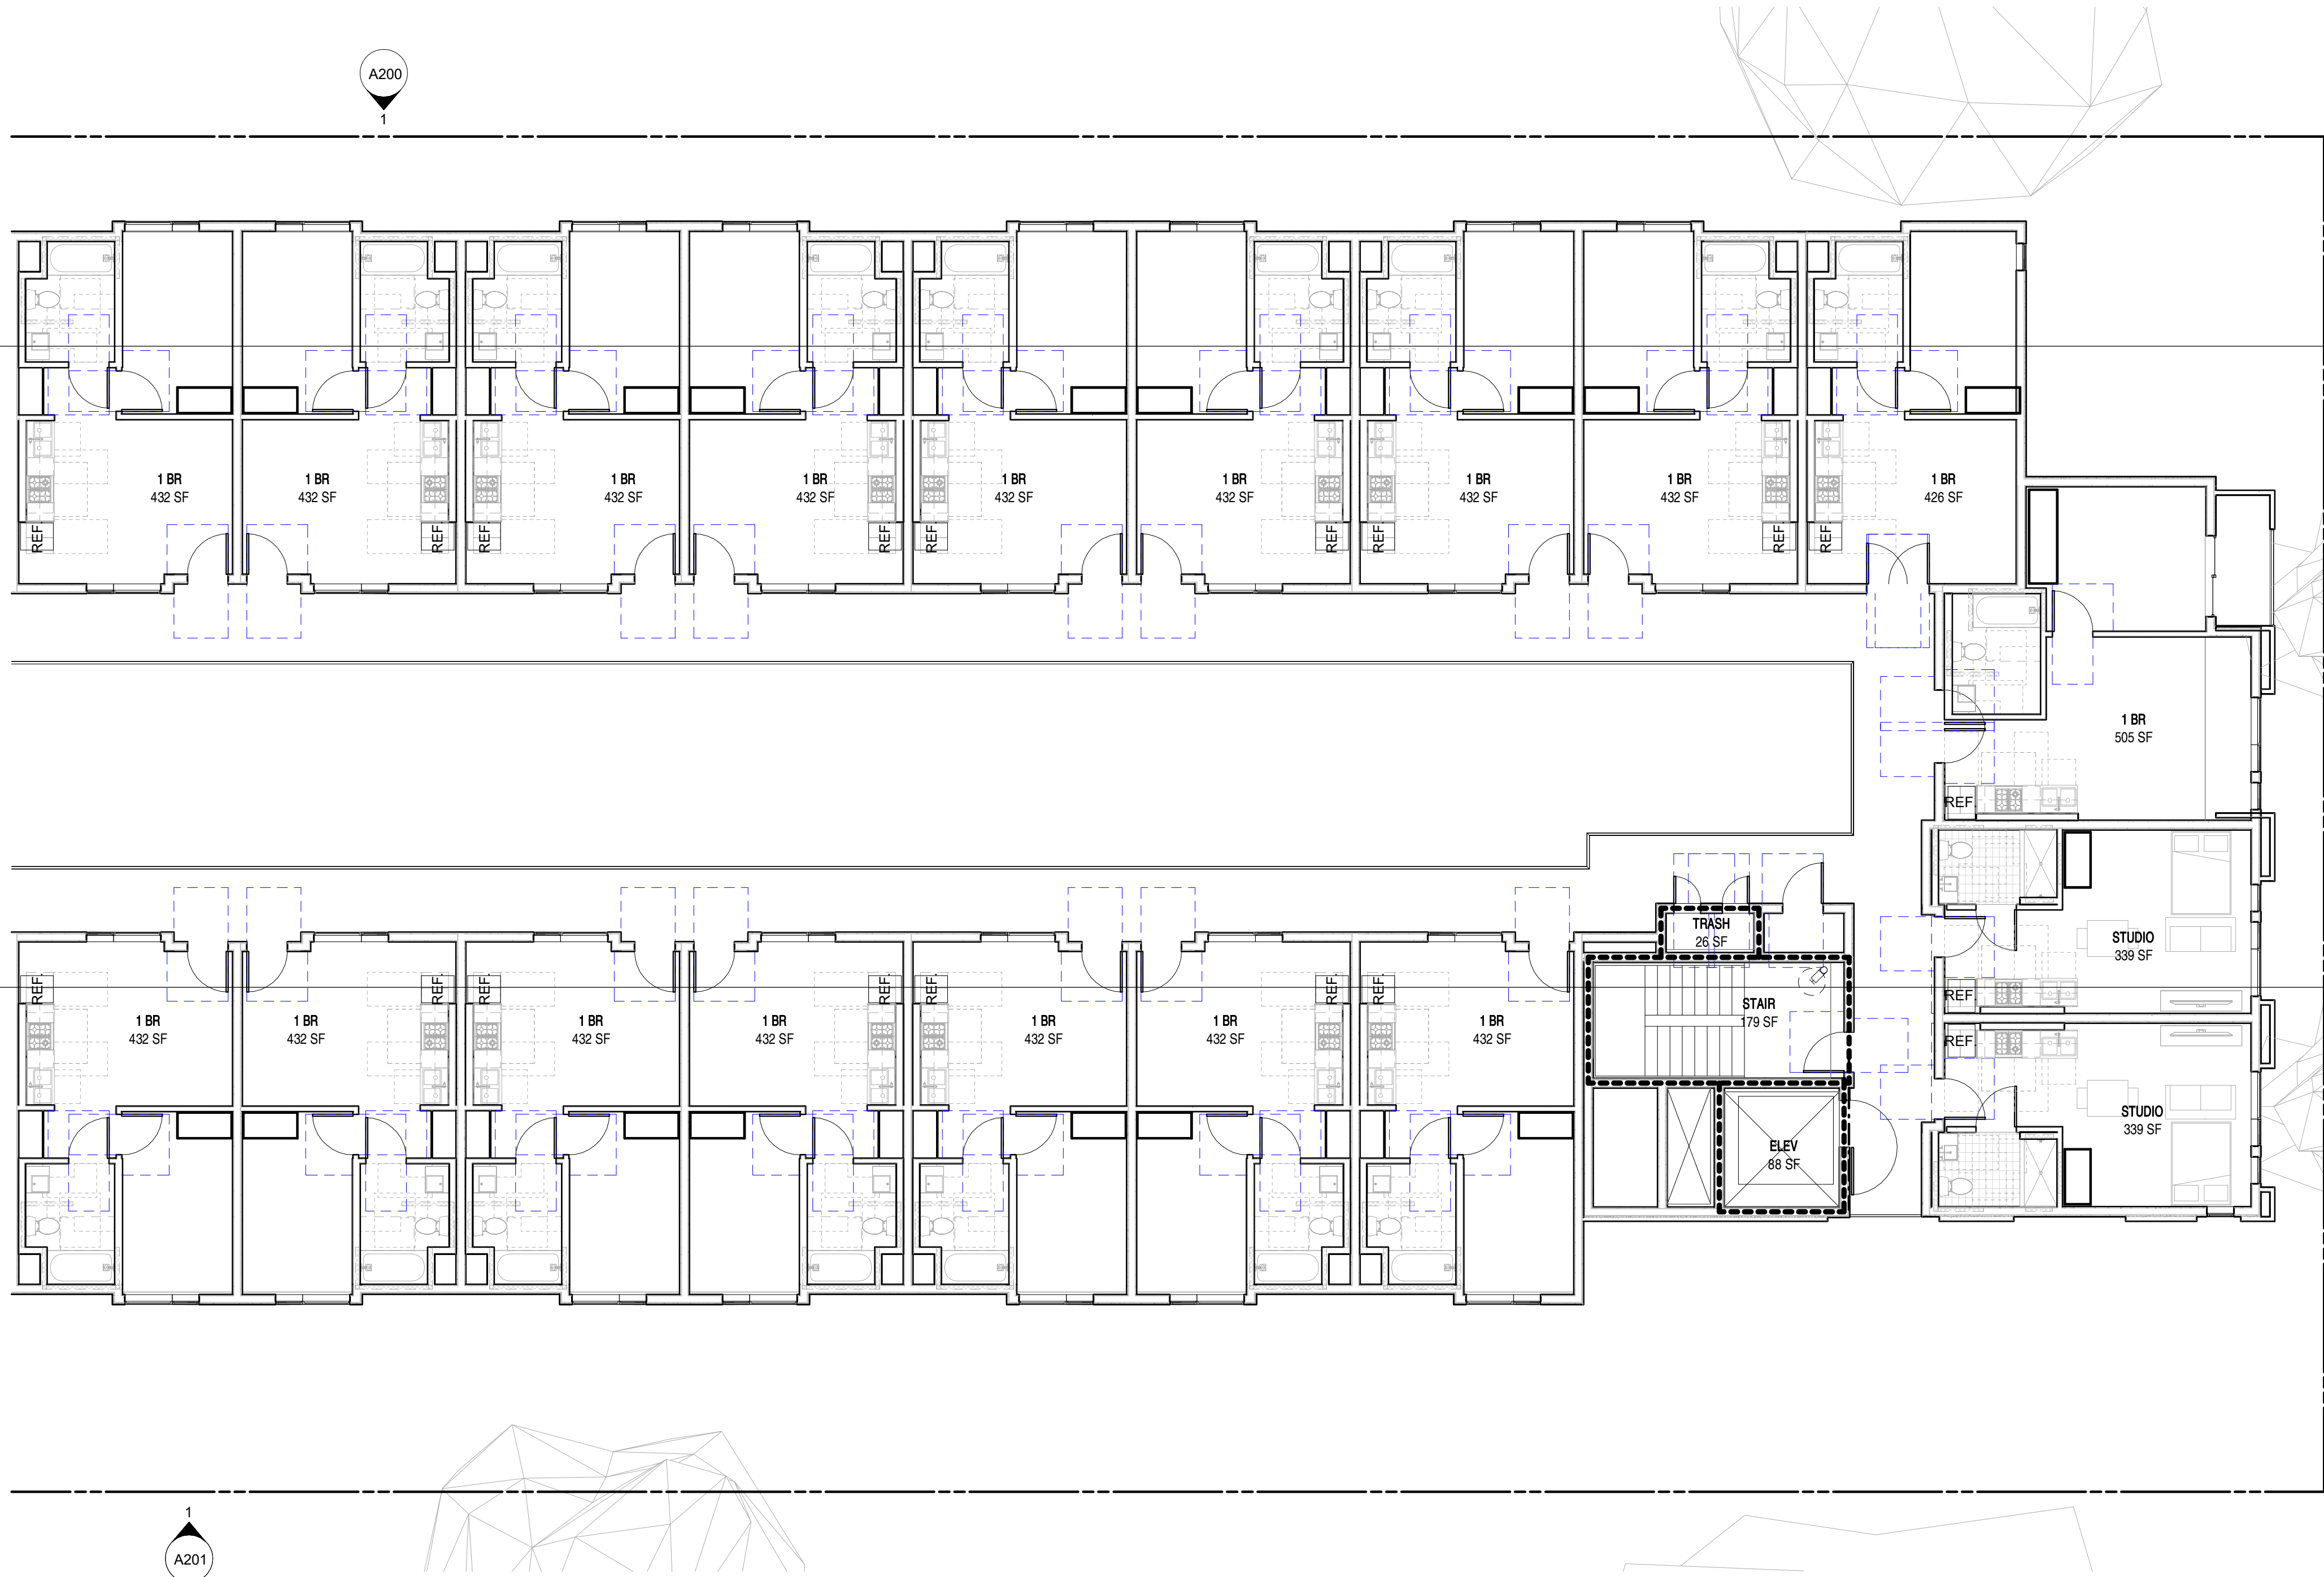 A200
1
1 BR
432 SF
1 BR
432 SF
1 BR
432 SF
1 BR
432 SF
1 BR
432 SF
1 BR
432 SF
1 BR
432 SF
1 BR
432 SF
1 BR
426 SF
REF.
REF.
REF.
REF.
REF.
REF.
REF.
REF.
REF.
1 BR
505 SF
REF.
TRASH
26 SF
STUDIO
339 SF
REF.
REF.
REF.
REF.
REF.
REF.
REF.
REF.
STAIR
179 SF
1 BR
432 SF
1 BR
432 SF
1 BR
432 SF
1 BR
432 SF
1 BR
432 SF
1 BR
432 SF
1 BR
432 SF
REF.
STUDIO
339 SF
ELEV
88 SF
1
A201